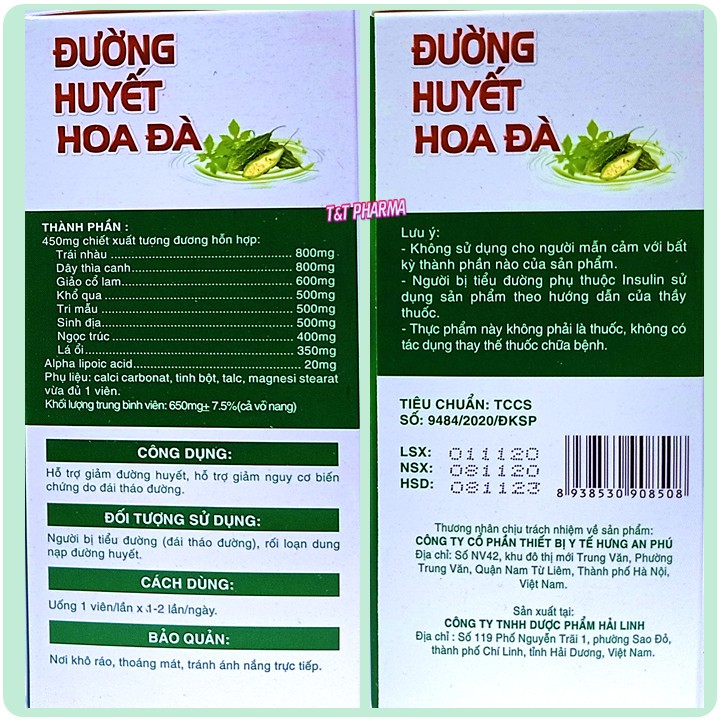 ĐƯỜNG
HUYẾT
HOA ĐÀ
THÀNH PHẦN :
450mg chiết xuất tương đương hỗn hợp:
Trái nhàu ........ 800mg
Dây thìa canh ........ 800mg
Giảo cổ lam ........ 600mg
Khổ qua ........ 500mg
Tri mẫu ........ 500mg
Sinh địa ........ 500mg
Ngọc trúc ........ 400mg
Lá ổi ........ 350mg
Alpha lipoic acid ........ 20mg
Phụ liệu: calci carbonat, tinh bột, talc, magnesi stearat
vừa đủ 1 viên.
Khối lượng trung bình viên: 650mg± 7.5%(cả vỏ nang)
CÔNG DỤNG:
Hỗ trợ giảm đường huyết, hỗ trợ giảm nguy cơ biến
chứng do đái tháo đường.
ĐỐI TƯỢNG SỬ DỤNG:
Người bị tiểu đường (đái tháo đường), rối loạn dung
nạp đường huyết.
CÁCH DÙNG:
Uống 1 viên/lần x 1-2 lần/ngày.
BẢO QUẢN:
Nơi khô ráo, thoáng mát, tránh ánh nắng trực tiếp.
T&T PHARMA
ĐƯỜNG
HUYẾT
HOA ĐÀ
Lưu ý:
- Không sử dụng cho người mẫn cảm với bất
kỳ thành phần nào của sản phẩm.
- Người bị tiểu đường phụ thuộc Insulin sử
dụng sản phẩm theo hướng dẫn của thầy
thuốc.
- Thực phẩm này không phải là thuốc, không có
tác dụng thay thế thuốc chữa bệnh.
TIÊU CHUẨN: TCCS
SỐ: 9484/2020/ĐKSP
LSX: 011120
NSX: 081120
HSD: 081123
8 938530 908508
Thương nhân chịu trách nhiệm về sản phẩm:
CÔNG TY CỔ PHẦN THIẾT BỊ Y TẾ HƯNG AN PHÚ
Địa chỉ: Số NV42, khu đô thị mới Trung Văn, Phường
Trung Văn, Quận Nam Từ Liêm, Thành phố Hà Nội,
Việt Nam.
Sản xuất tại:
CÔNG TY TNHH DƯỢC PHẨM HẢI LINH
Địa chỉ : Số 119 Phố Nguyễn Trãi 1, phường Sao Đỏ,
thành phố Chí Linh, tỉnh Hải Dương, Việt Nam.